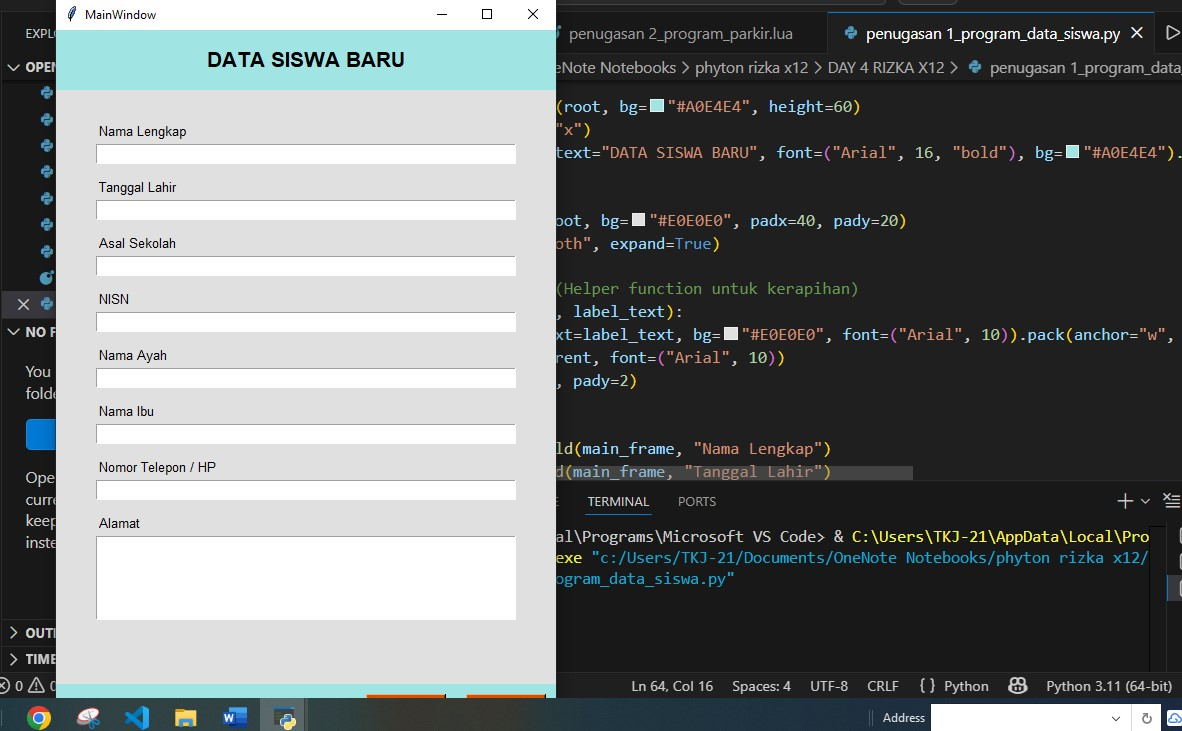 MainWindow
DATA SISWA BARU
Nama Lengkap
Tanggal Lahir
Asal Sekolah
NISN
Nama Ayah
Nama Ibu
Nomor Telepon / HP
Alamat
EXPL
OPEN
NO F
You
folde
Ope
curre
keep
inste
OUTI
TIME
0
penugasan 2_program_parkir.lua
penugasan 1_program_data_siswa.py
eNote Notebooks > phyton rizka x12 > DAY 4 RIZKA X12 > penugasan 1_program_data_
(root, bg="#A0E4E4", height=60)
"x")
text="DATA SISWA BARU", font=("Arial", 16, "bold"), bg="#A0E4E4").
oot, bg="#E0E0E0", padx=40, pady=20)
oth", expand=True)
(Helper function untuk kerapihan)
, label_text):
xt=label_text, bg="#E0E0E0", font=("Arial", 10)).pack(anchor="w",
rent, font=("Arial", 10))
, pady=2)
ld(main_frame, "Nama Lengkap")
d(main_frame, "Tanggal Lahir")
TERMINAL
PORTS
al\Programs\Microsoft VS Code> & C:\Users\TKJ-21\AppData\Local\Pro
exe "c:/Users/TKJ-21/Documents/OneNote Notebooks/phyton rizka x12/
ogram_data_siswa.py"
Ln 64, Col 16
Spaces: 4
UTF-8
CRLF
{ } Python
Python 3.11 (64-bit)
Address